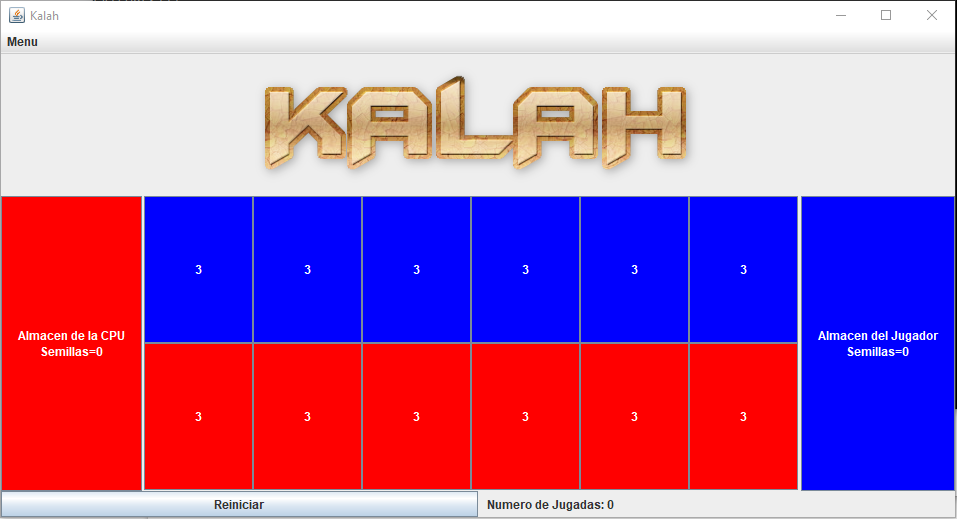 Kalah
Menu
KALAH
3 3 3 3 3 3
Almacen de la CPU
Semillas=0
Almacen del Jugador
Semillas=0
3 3 3 3 3 3
Reiniciar
Numero de Jugadas: 0